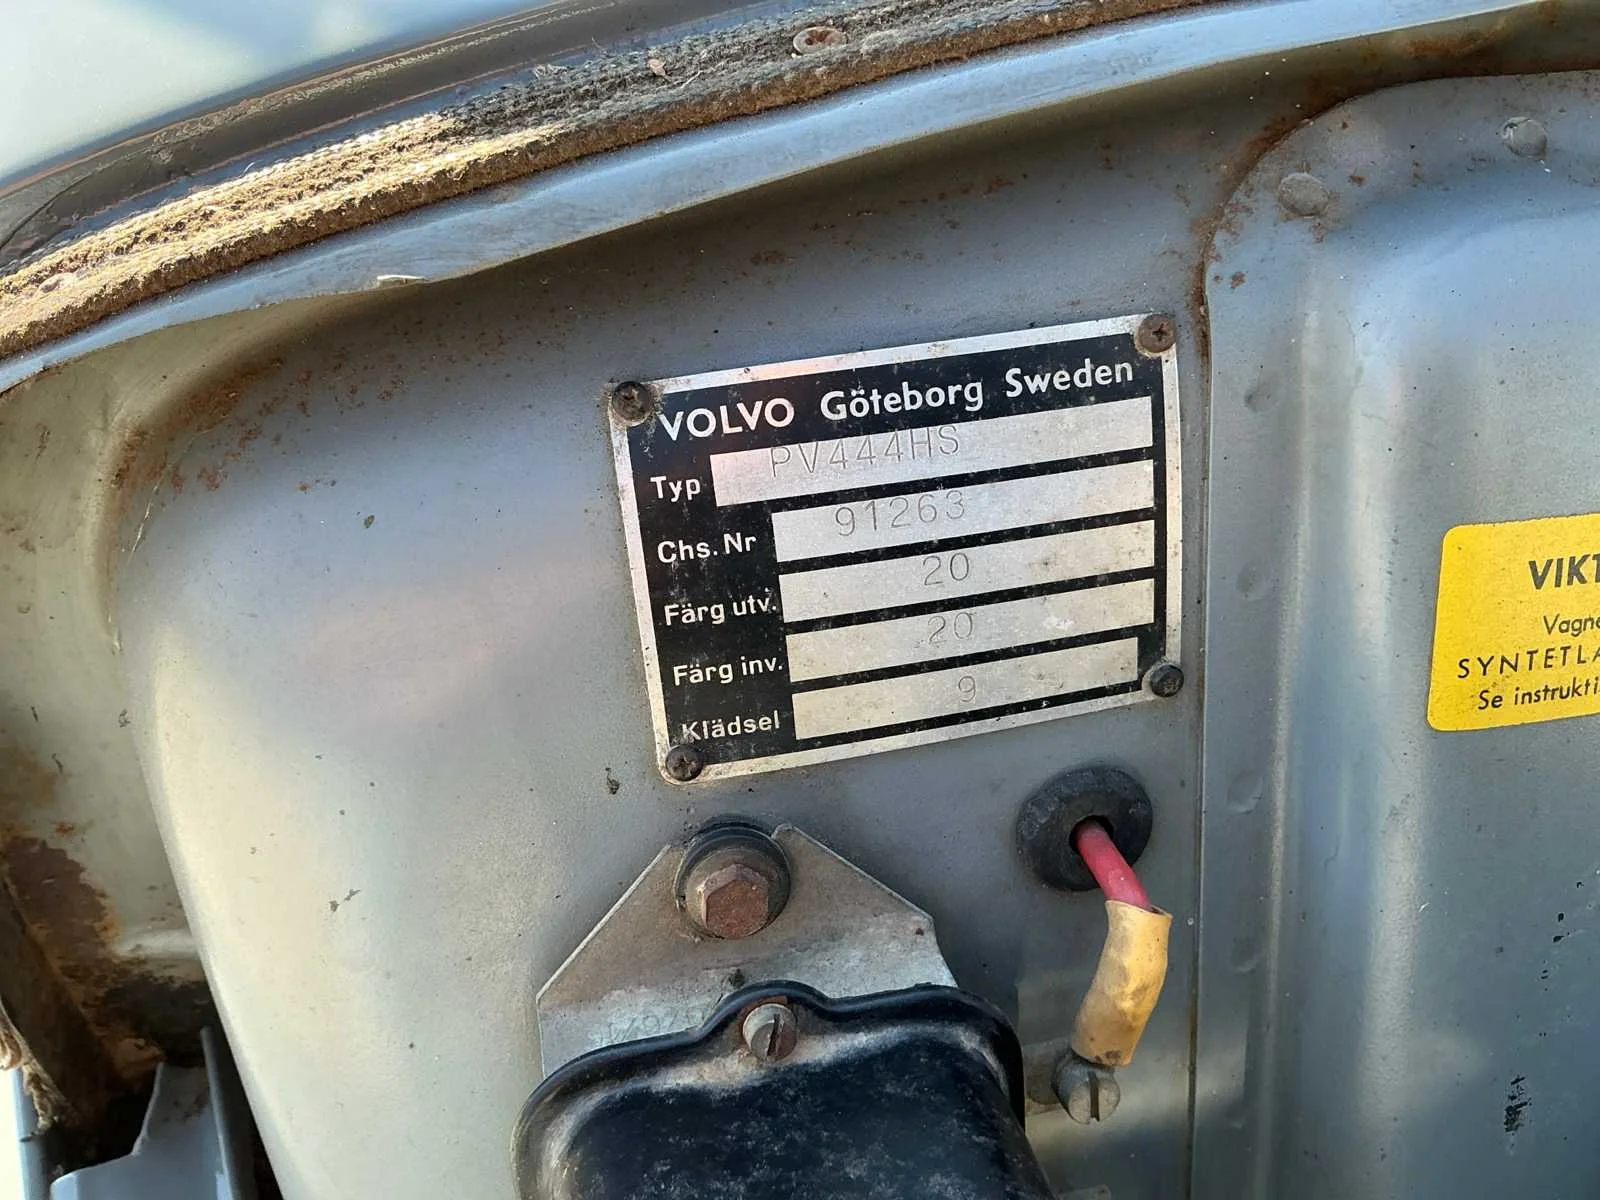 VOLVO Göteborg Sweden
Typ PV444HS
Chs. Nr 91263
Färg utv. 20
Färg inv. 20
Klädsel 9
VIKT
Vagne
SYNTETLA
Se instrukti